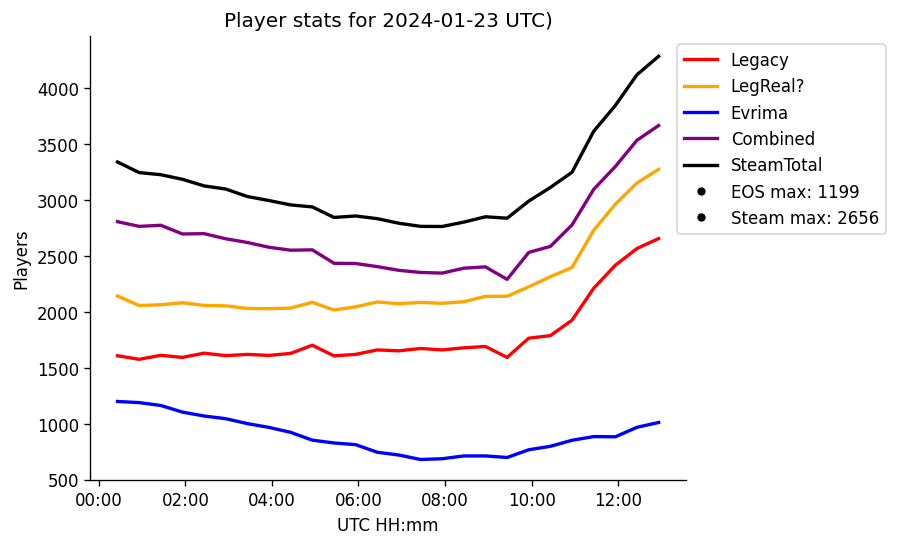 Player stats for 2024-01-23 UTC)
Legacy
LegReal?
Evrima
Combined
SteamTotal
EOS max: 1199
Steam max: 2656
Players
4000
3500
3000
2500
2000
1500
1000
500
00:00 02:00 04:00 06:00 08:00 10:00 12:00
UTC HH:mm